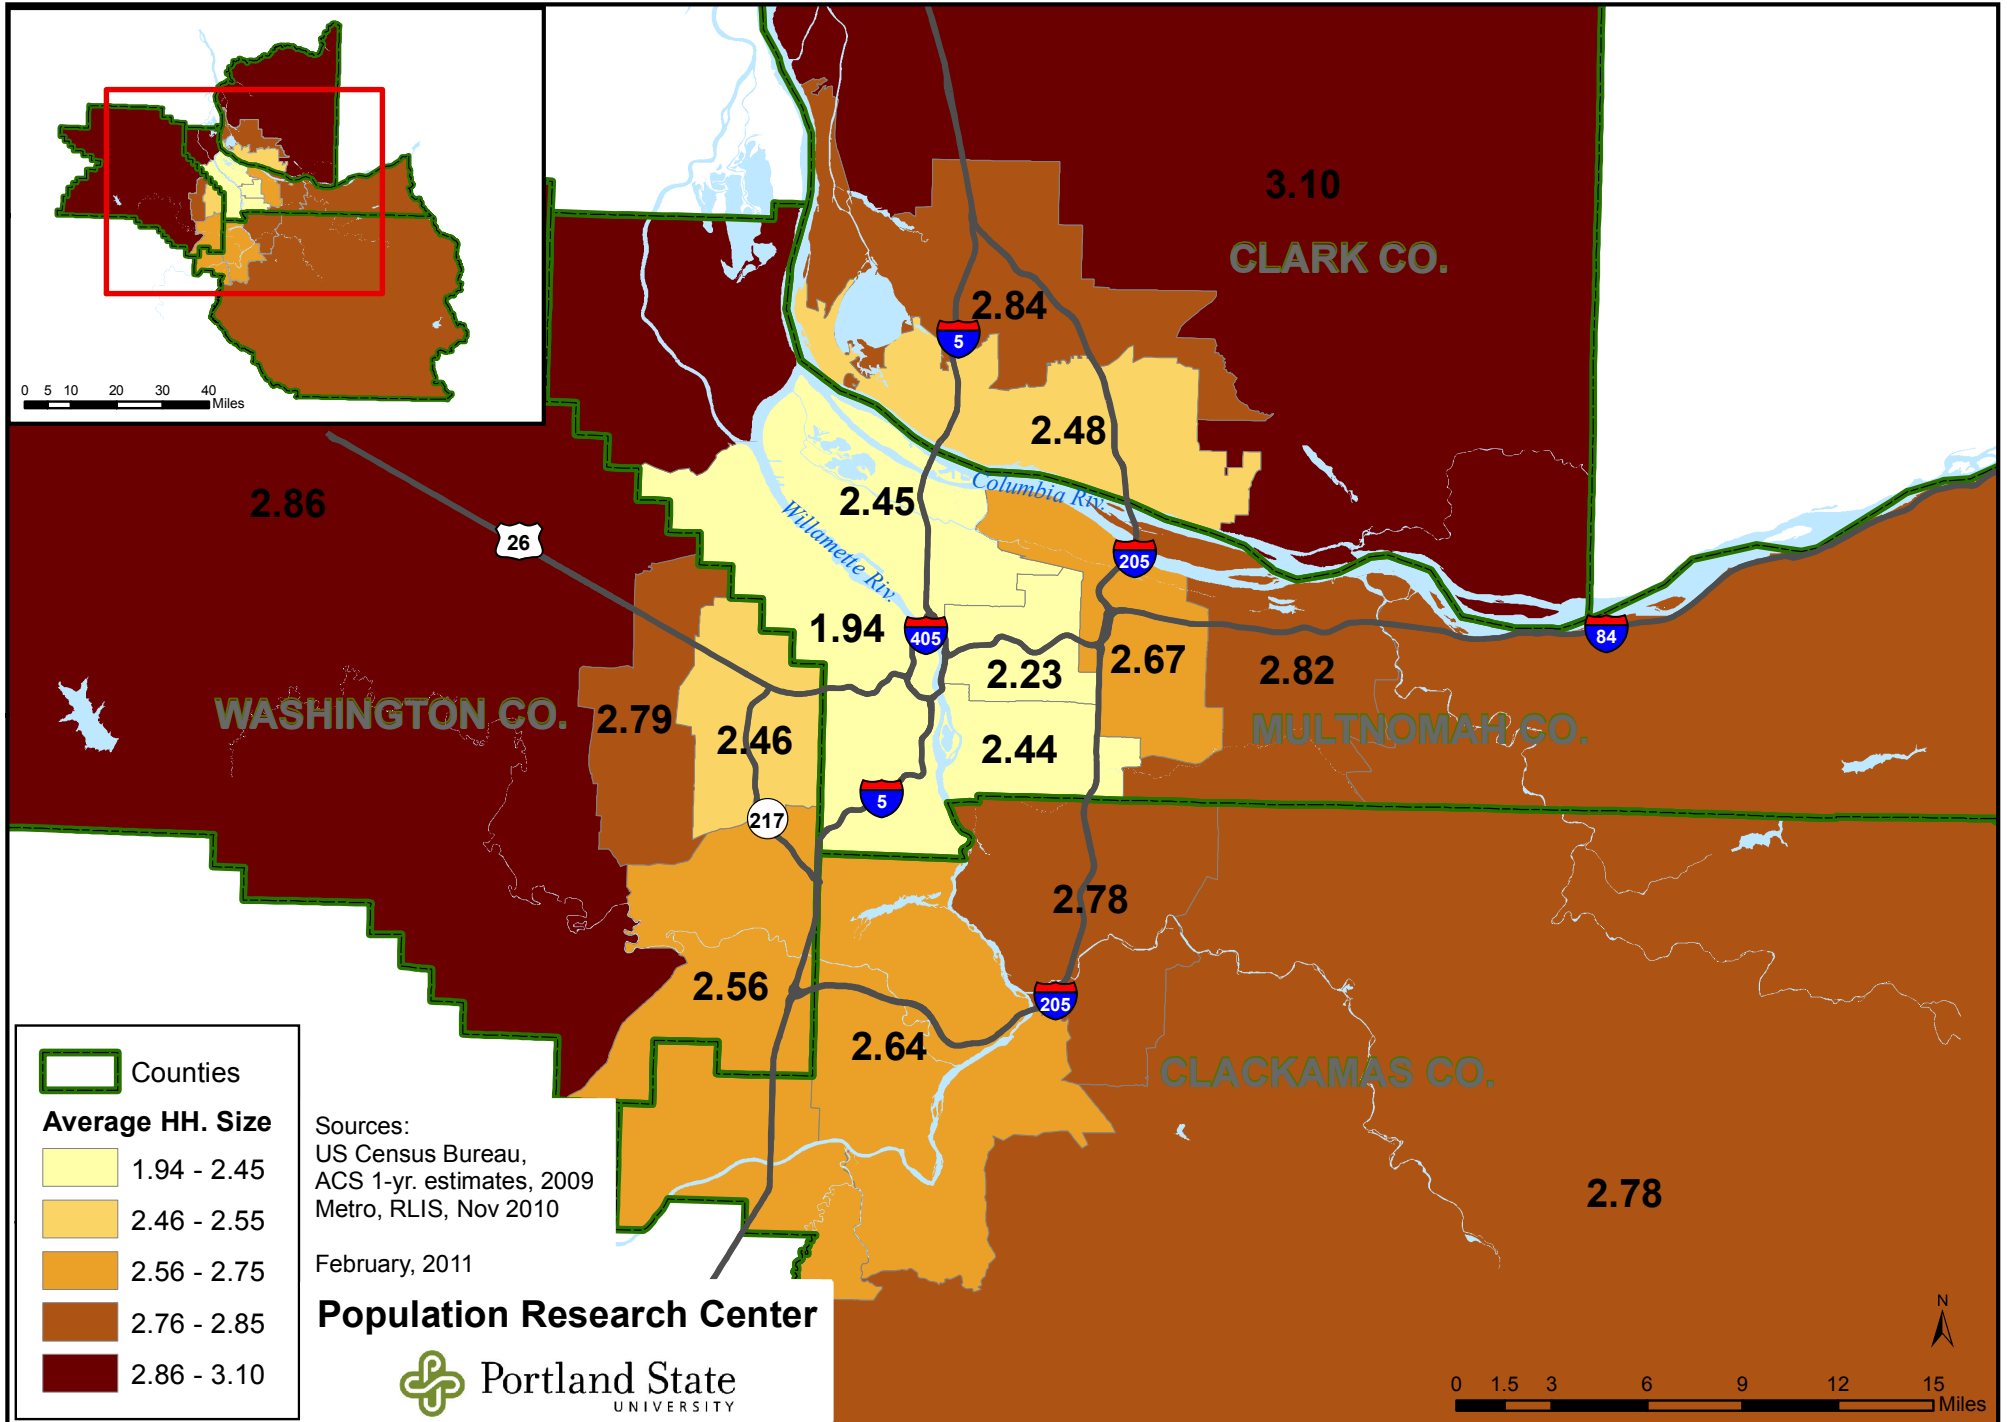 0 5 10 20 30 40
Miles
3.10
CLARK CO.
2.84
5
2.48
2.86
26
2.45
Columbia Riv.
Willamette Riv.
205
1.94
405
84
2.23
2.67
2.82
WASHINGTON CO.
2.79
2.46
2.44
MULTNOMAH CO.
5
217
2.78
2.56
205
2.64
CLACKAMAS CO.
2.78
Counties
Average HH. Size
1.94 - 2.45
2.46 - 2.55
2.56 - 2.75
2.76 - 2.85
2.86 - 3.10
Sources:
US Census Bureau,
ACS 1-yr. estimates, 2009
Metro, RLIS, Nov 2010
February, 2011
Population Research Center
Portland State
UNIVERSITY
N
0 1.5 3 6 9 12 15
Miles